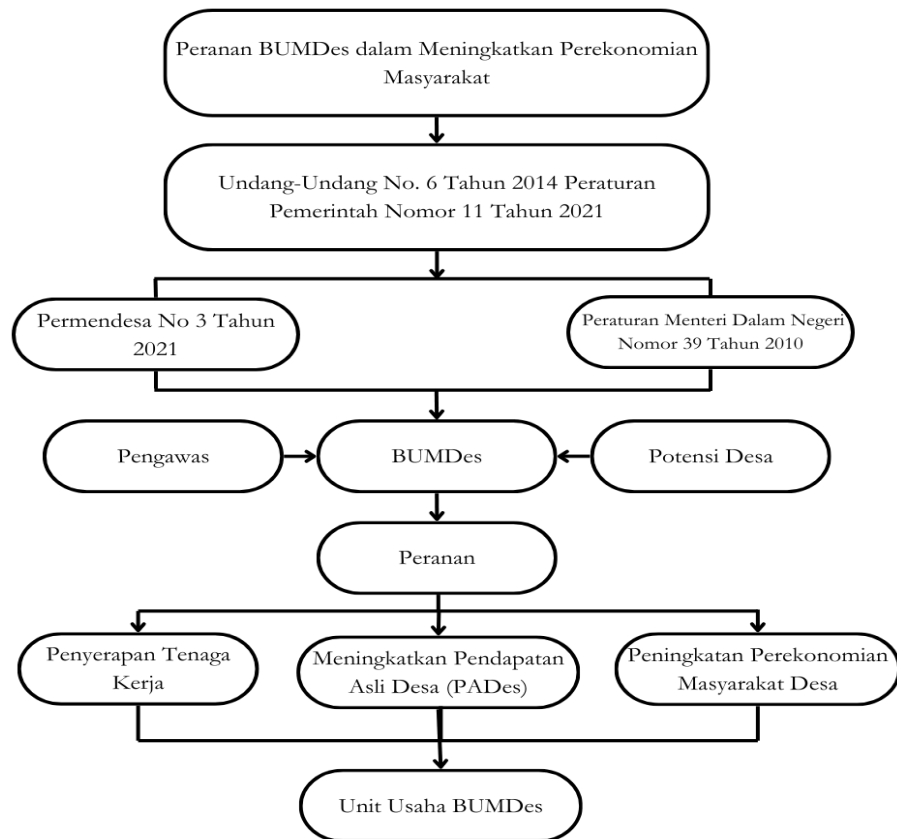 Peranan BUMDes dalam Meningkatkan Perekonomian
Masyarakat
Undang-Undang No. 6 Tahun 2014 Peraturan
Pemerintah Nomor 11 Tahun 2021
Permendesa No 3 Tahun
2021
Peraturan Menteri Dalam Negeri
Nomor 39 Tahun 2010
Pengawas
BUMDes
Potensi Desa
Peranan
Penyerapan Tenaga
Kerja
Meningkatkan Pendapatan
Asli Desa (PADes)
Peningkatan Perekonomian
Masyarakat Desa
Unit Usaha BUMDes